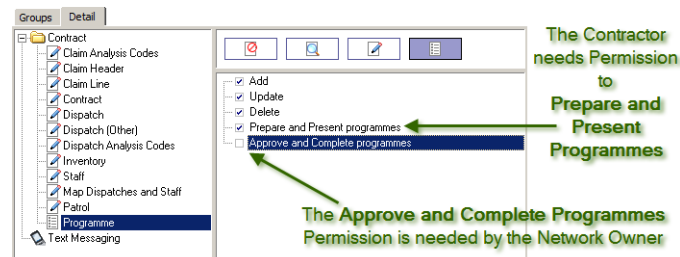 Groups Detail
Contract
Claim Analysis Codes
Claim Header
Claim Line
Contract
Dispatch
Dispatch (Other)
Dispatch Analysis Codes
Inventory
Staff
Map Dispatches and Staff
Patrol
Programme
Text Messaging
Add
Update
Delete
Prepare and Present programmes
Approve and Complete programmes
The Contractor
needs Permission
to
Prepare and
Present
Programmes
The Approve and Complete Programmes
Permission is needed by the Network Owner